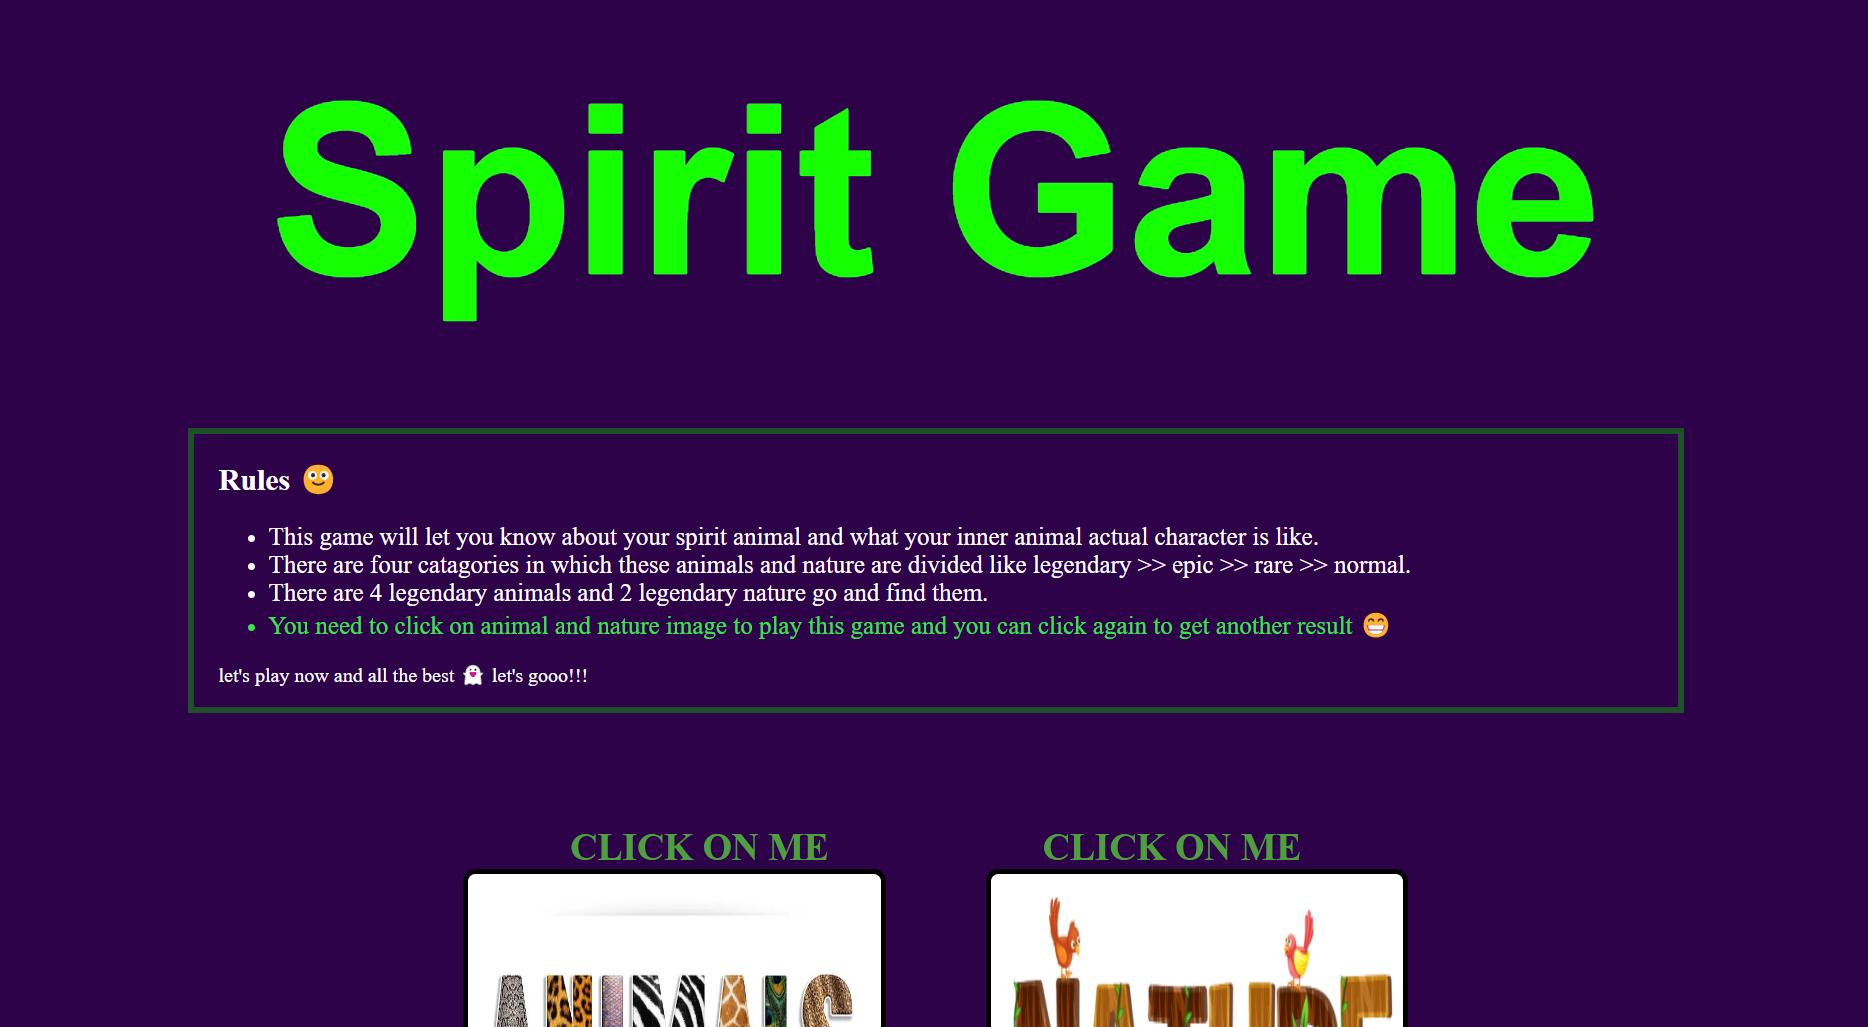 Spirit Game
Rules 🙂
• This game will let you know about your spirit animal and what your inner animal actual character is like.
• There are four catagories in which these animals and nature are divided like legendary >> epic >> rare >> normal.
• There are 4 legendary animals and 2 legendary nature go and find them.
• You need to click on animal and nature image to play this game and you can click again to get another result 😁
let's play now and all the best 👻 let's gooo!!!
CLICK ON ME CLICK ON ME
ANIMALS NATURE